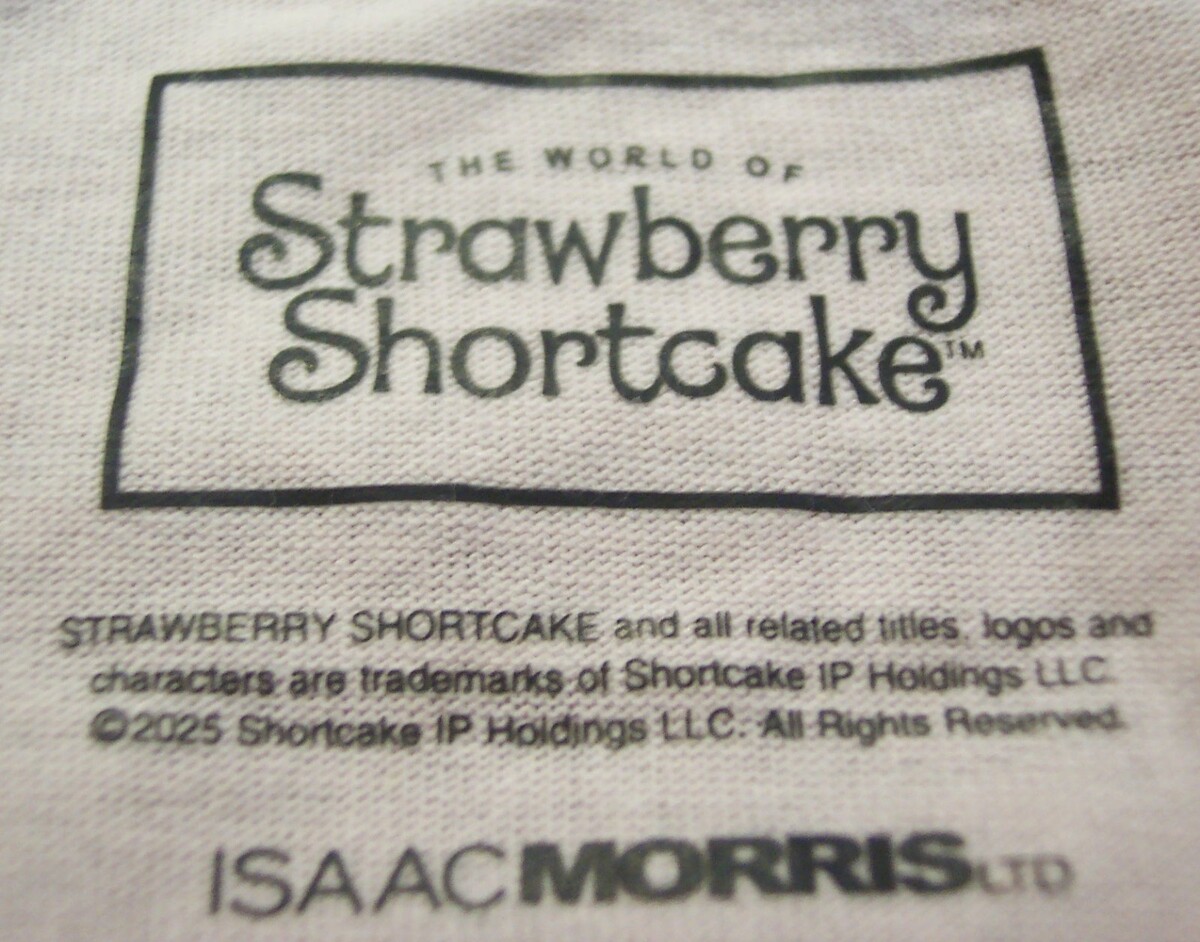 THE WORLD OF
Strawberry
Shortcake™
STRAWBERRY SHORTCAKE and all related titles, logos and
characters are trademarks of Shortcake IP Holdings LLC.
©2025 Shortcake IP Holdings LLC. All Rights Reserved.
ISAACMORRISLTD